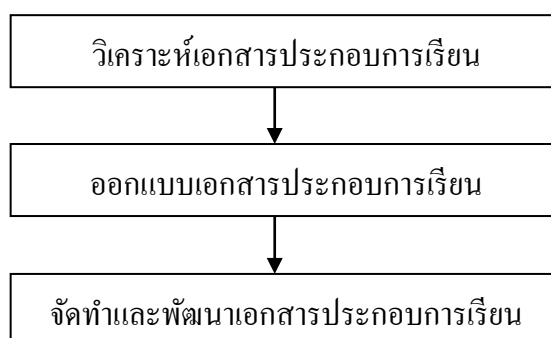 วิเคราะห์เอกสารประกอบการเรียน
ออกแบบเอกสารประกอบการเรียน
จัดทำและพัฒนาเอกสารประกอบการเรียน